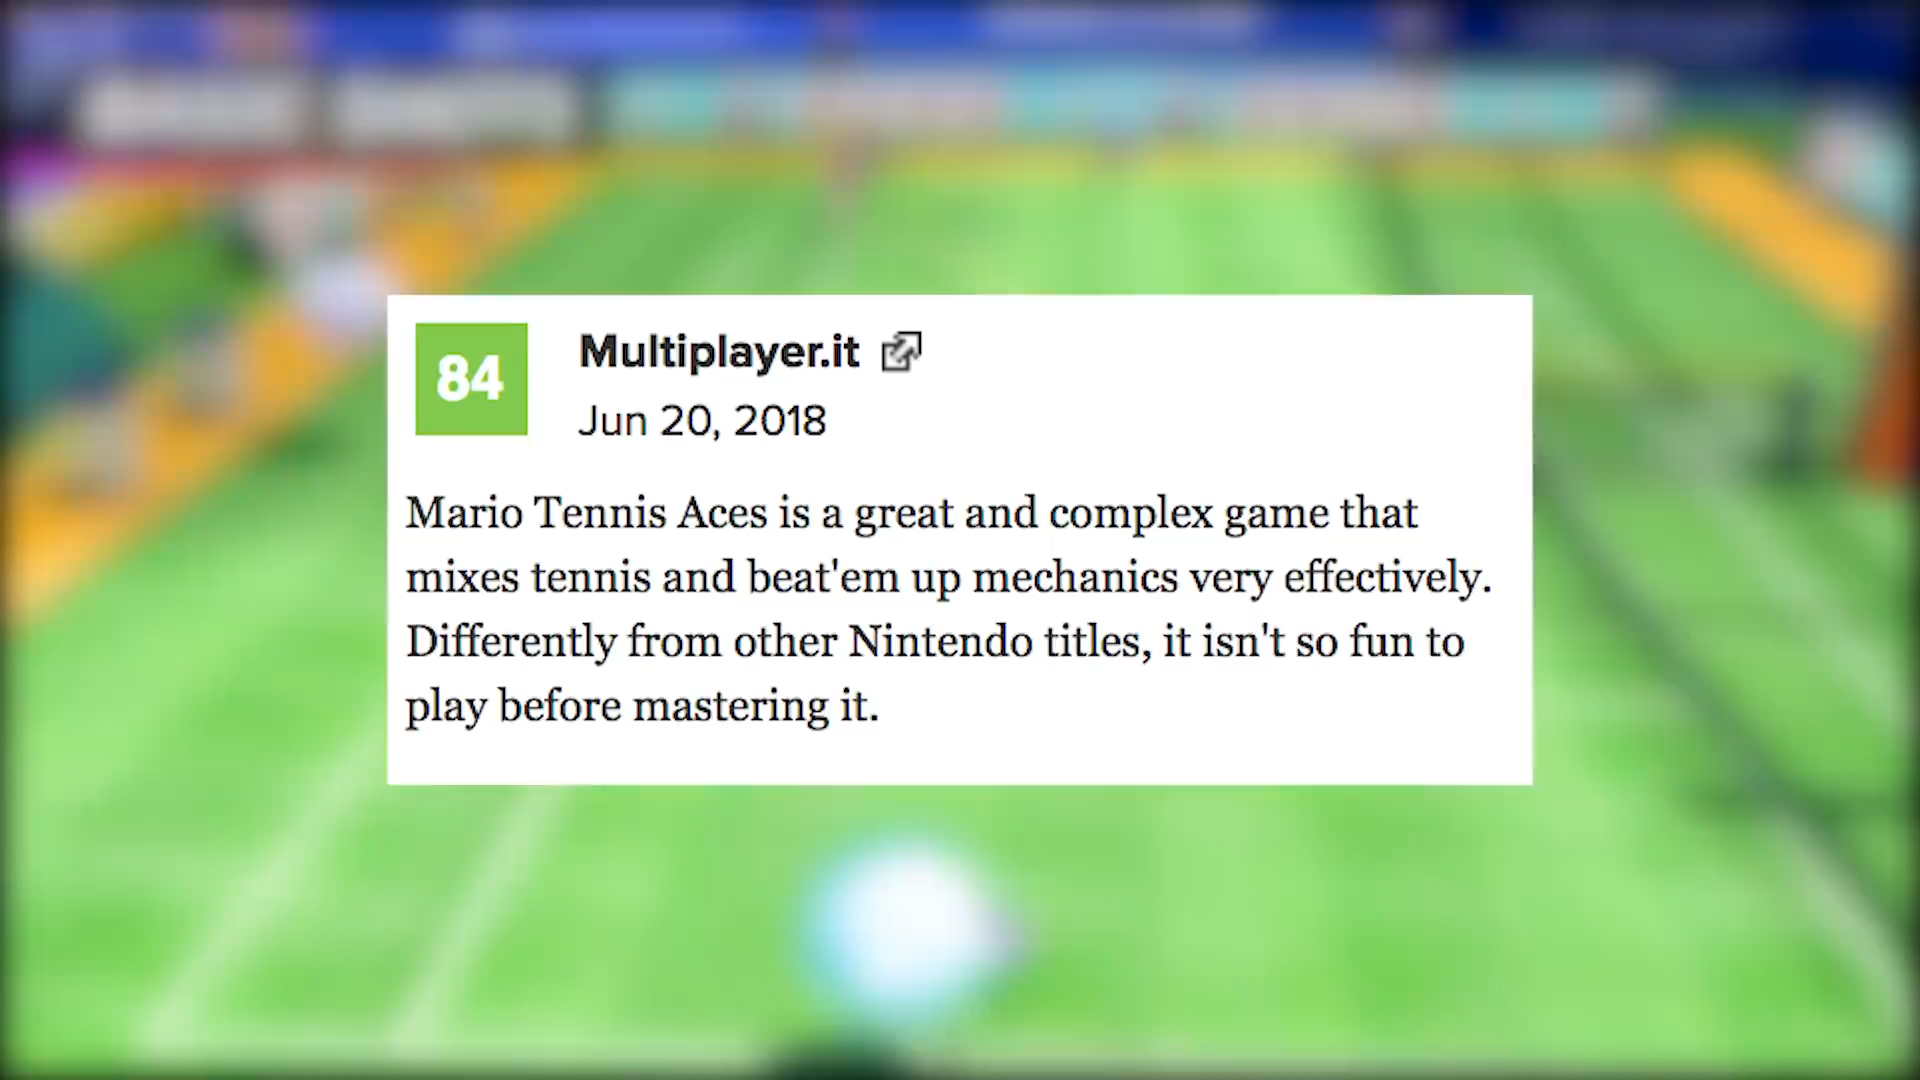 84
Multiplayer.it
Jun 20, 2018
Mario Tennis Aces is a great and complex game that
mixes tennis and beat'em up mechanics very effectively.
Differently from other Nintendo titles, it isn't so fun to
play before mastering it.